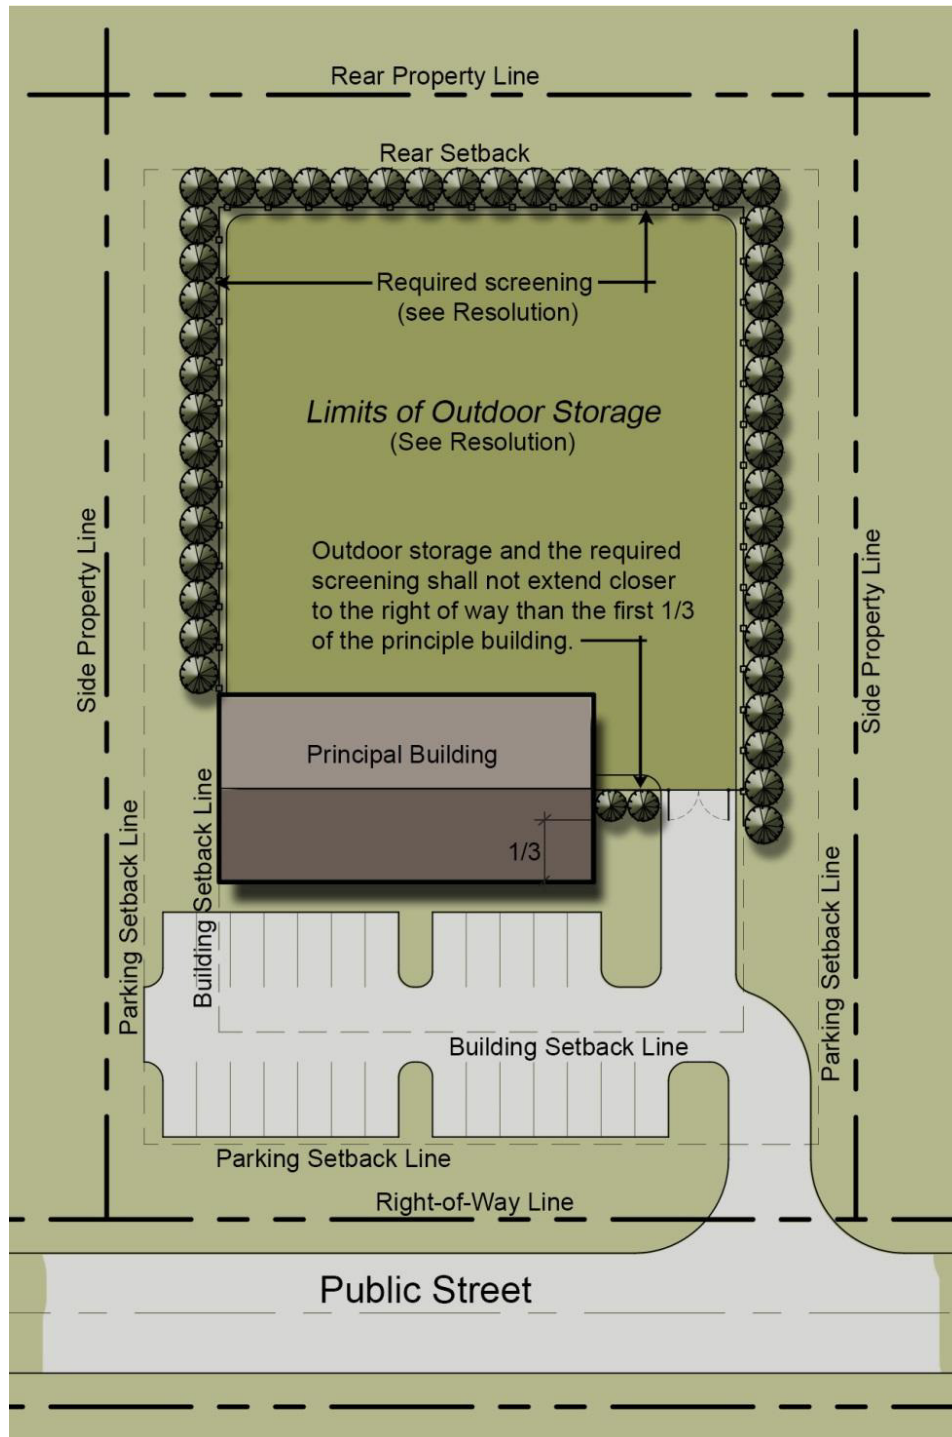 Rear Property Line
Rear Setback
Required screening
(see Resolution)
Limits of Outdoor Storage
(See Resolution)
Outdoor storage and the required
screening shall not extend closer
to the right of way than the first 1/3
of the principle building.
Side Property Line
Side Property Line
Principal Building
1/3
Parking Setback Line
Building Setback Line
Parking Setback Line
Building Setback Line
Parking Setback Line
Right-of-Way Line
Public Street